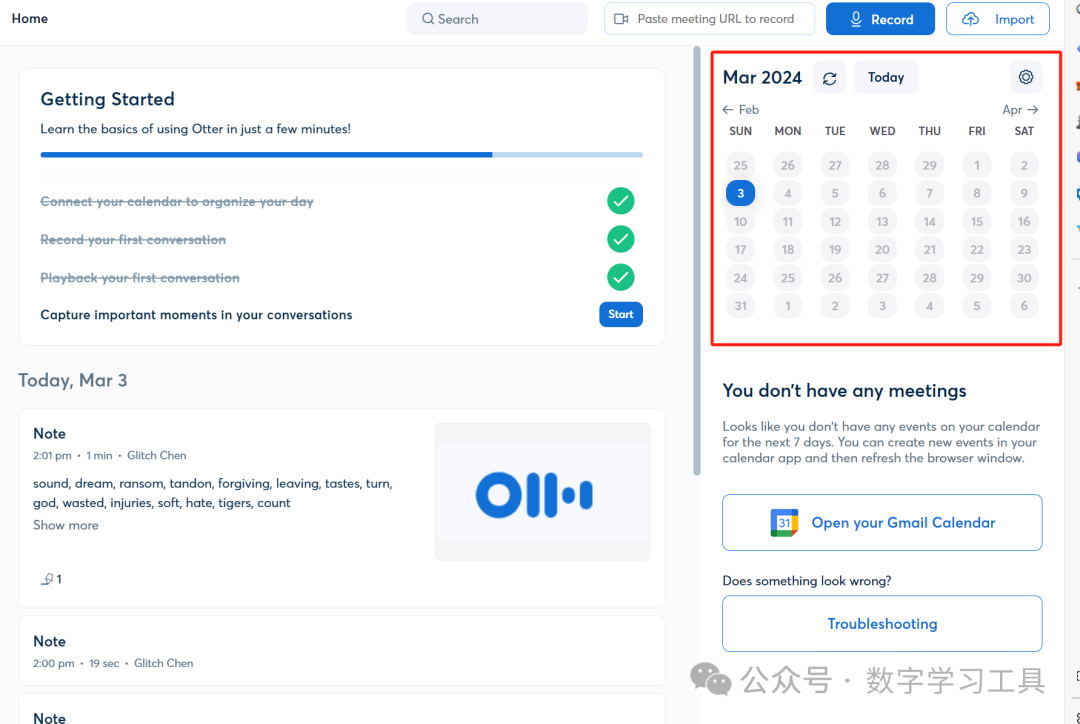 Home
Search
Paste meeting URL to record
Record
Import
Getting Started
Learn the basics of using Otter in just a few minutes!
Connect your calendar to organize your day
Record your first conversation
Playback your first conversation
Capture important moments in your conversations
Start
Today, Mar 3
Note
2:01 pm • 1 min • Glitch Chen
sound, dream, ransom, tandon, forgiving, leaving, tastes, turn,
god, wasted, injuries, soft, hate, tigers, count
Show more
1
Note
2:00 pm • 19 sec • Glitch Chen
Note
Mar 2024
Today
← Feb
Apr →
SUN MON TUE WED THU FRI SAT
25 26 27 28 29 1 2
3 4 5 6 7 8 9
10 11 12 13 14 15 16
17 18 19 20 21 22 23
24 25 26 27 28 29 30
31 1 2 3 4 5 6
You don't have any meetings
Looks like you don't have any events on your calendar
for the next 7 days. You can create new events in your
calendar app and then refresh the browser window.
31
Open your Gmail Calendar
Does something look wrong?
Troubleshooting
公众号 · 数字学习工具